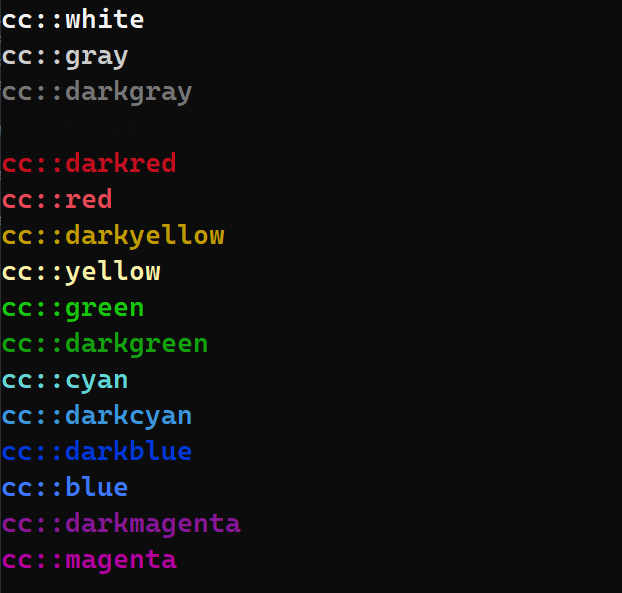 cc::white
cc::gray
cc::darkgray
cc::darkred
cc::red
cc::darkyellow
cc::yellow
cc::green
cc::darkgreen
cc::cyan
cc::darkcyan
cc::darkblue
cc::blue
cc::darkmagenta
cc::magenta